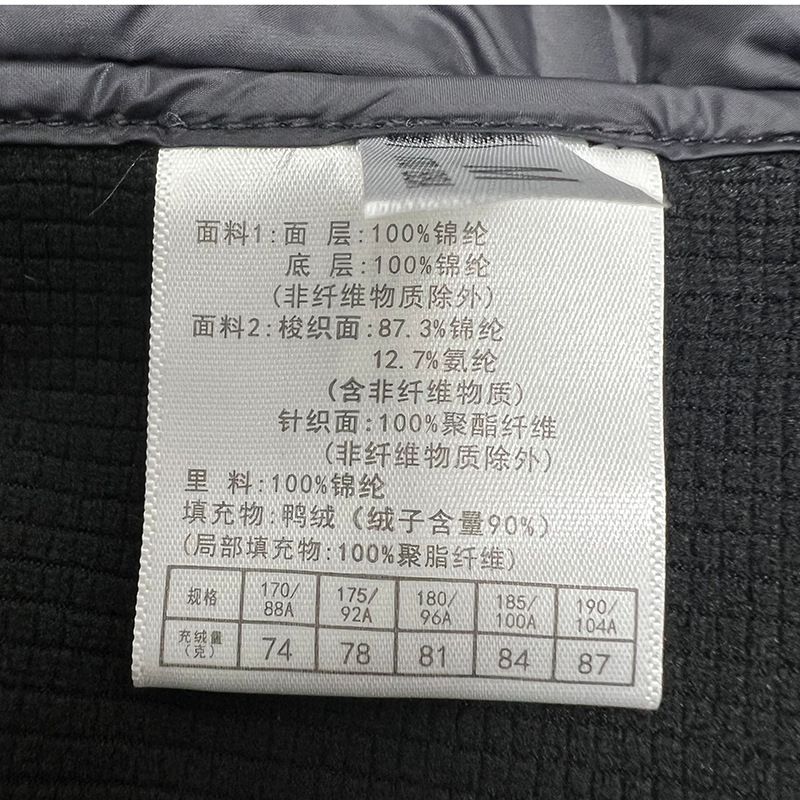 面料1:面 层:100%锦纶
底 层:100%锦纶
(非纤维物质除外)
面料2:梭织面:87.3%锦纶
12.7%氨纶
(含非纤维物质)
针织面:100%聚酯纤维
(非纤维物质除外)
里 料:100%锦纶
填充物:鸭绒(绒子含量90%)
(局部填充物:100%聚脂纤维)
规格 170/88A 175/92A 180/96A 185/100A 190/104A
充绒量(克) 74 78 81 84 87